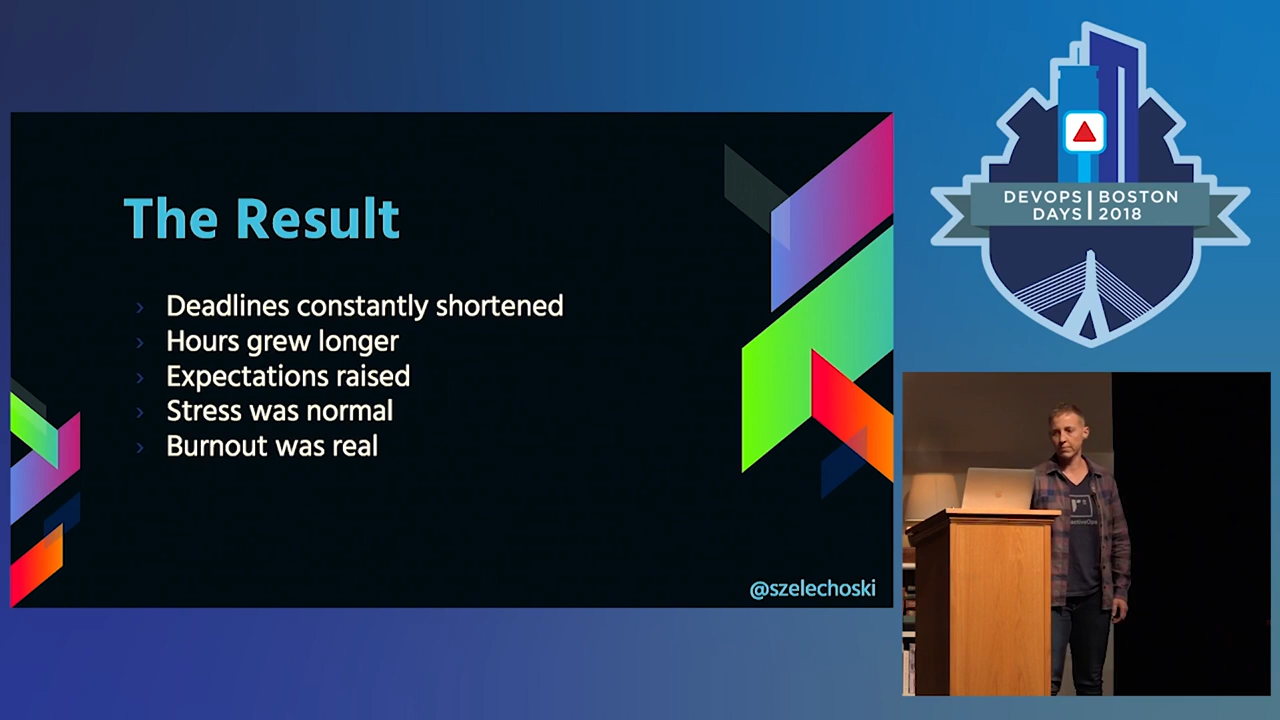 The Result
› Deadlines constantly shortened
› Hours grew longer
› Expectations raised
› Stress was normal
› Burnout was real
@szelechoski
DEVOPS | BOSTON
DAYS | 2018